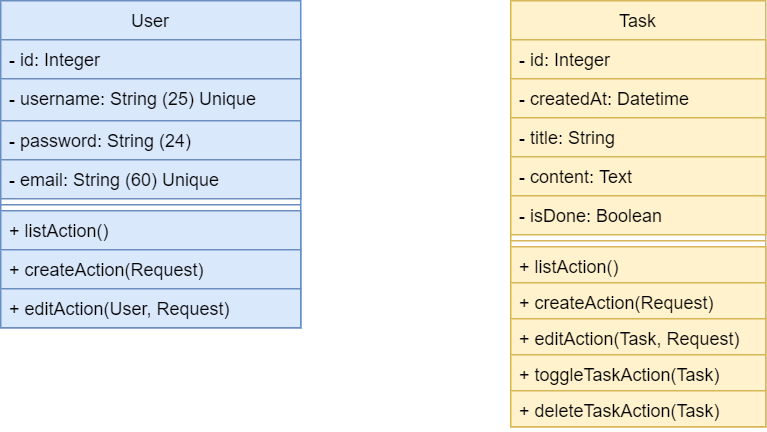 User
- id: Integer
- username: String (25) Unique
- password: String (24)
- email: String (60) Unique
+ listAction()
+ createAction(Request)
+ editAction(User, Request)
Task
- id: Integer
- createdAt: Datetime
- title: String
- content: Text
- isDone: Boolean
+ listAction()
+ createAction(Request)
+ editAction(Task, Request)
+ toggleTaskAction(Task)
+ deleteTaskAction(Task)